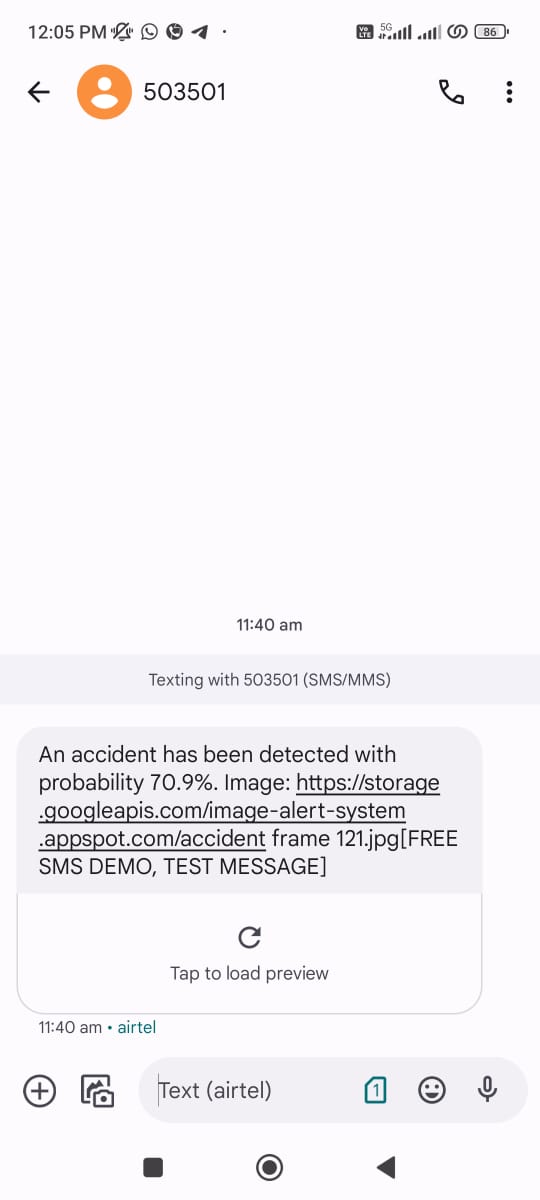 12:05 PM
Vo LTE 5G 86
503501
11:40 am
Texting with 503501 (SMS/MMS)
An accident has been detected with
probability 70.9%. Image: https://storage
.googleapis.com/image-alert-system
.appspot.com/accident frame 121.jpg[FREE
SMS DEMO, TEST MESSAGE]
Tap to load preview
11:40 am • airtel
Text (airtel)
1